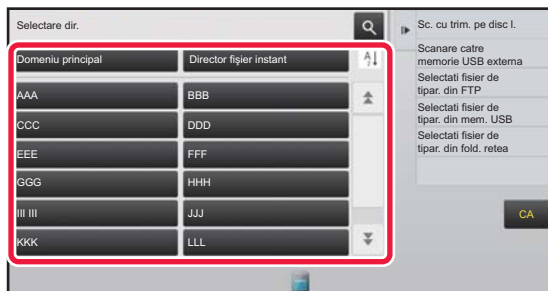 Selectare dir.
Domeniu principal
Director fişier instant
AAA
BBB
CCC
DDD
EEE
FFF
GGG
HHH
III III
JJJ
KKK
LLL
Sc. cu trim. pe disc l.
Scanare catre
memorie USB externa
Selectati fisier de
tipar. din FTP
Selectati fisier de
tipar. din mem. USB
Selectati fisier de
tipar. din fold. retea
CA